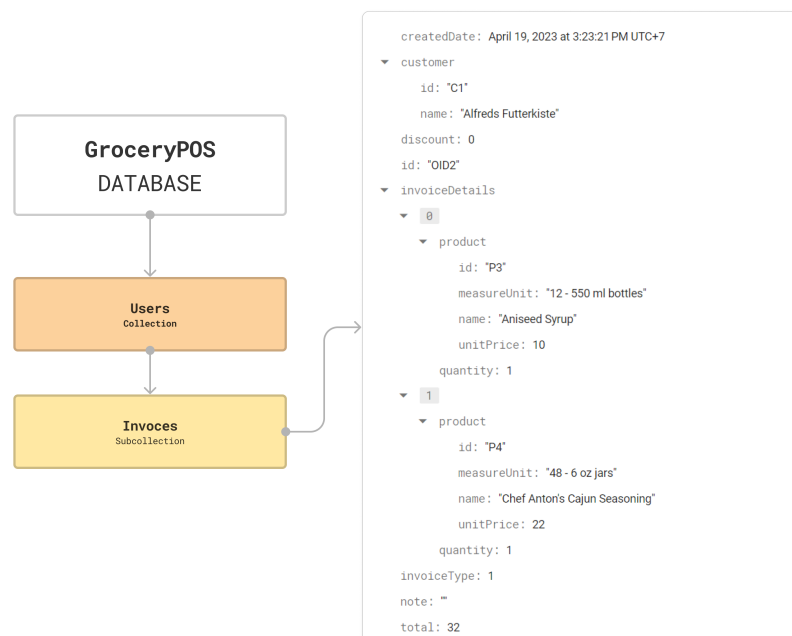 GroceryPOS
DATABASE
Users
Collection
Invoces
Subcollection
createdDate: April 19, 2023 at 3:23:21 PM UTC+7
customer
id: "C1"
name: "Alfreds Futterkiste"
discount: 0
id: "OID2"
invoiceDetails
0
product
id: "P3"
measureUnit: "12 - 550 ml bottles"
name: "Aniseed Syrup"
unitPrice: 10
quantity: 1
1
product
id: "P4"
measureUnit: "48 - 6 oz jars"
name: "Chef Anton's Cajun Seasoning"
unitPrice: 22
quantity: 1
invoiceType: 1
note: ""
total: 32